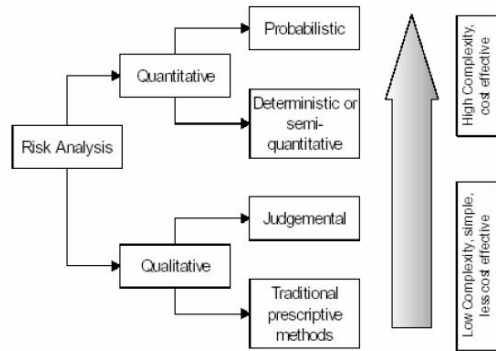 Probabilistic
Quantitative
Deterministic or
semi-
quantitative
Risk Analysis
Judgemental
Qualitative
Traditional
prescriptive
methods
High Complexity,
cost effective
Low Complexity, simple,
less cost effective